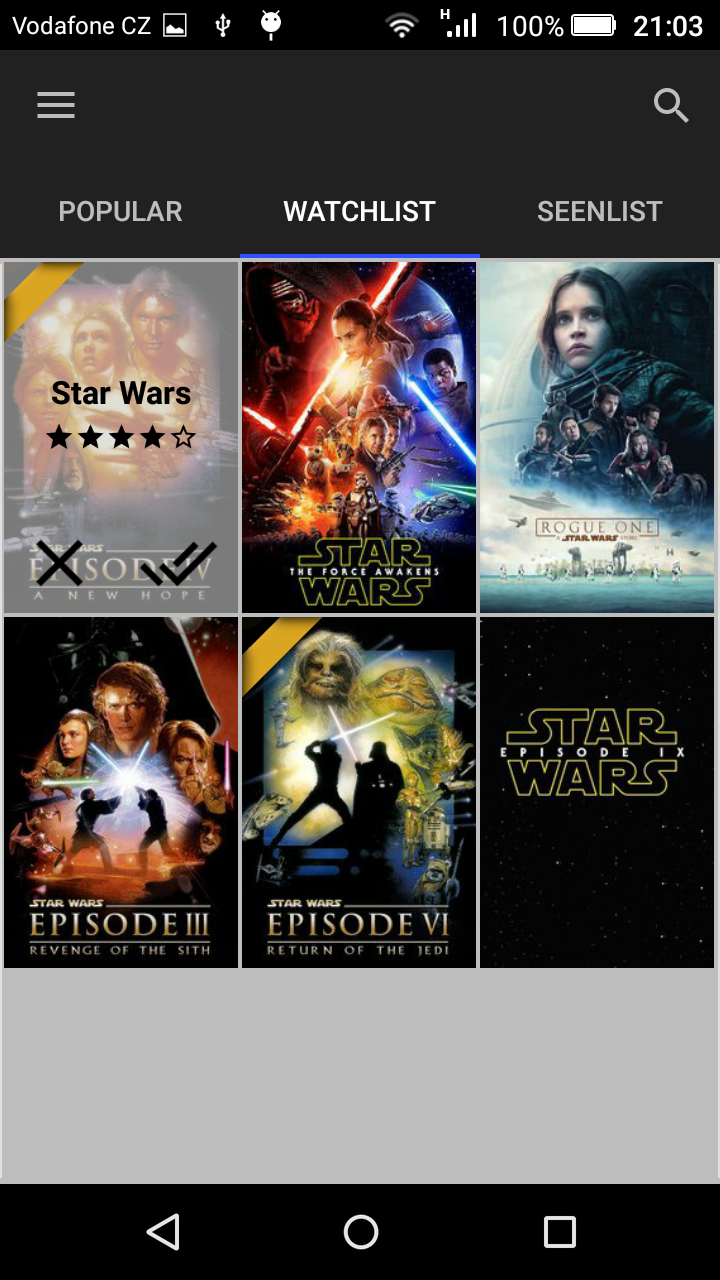 Vodafone CZ H 100% 21:03
POPULAR WATCHLIST SEENLIST
Star Wars
STAR WARS
EPISODE IV
A NEW HOPE
STAR
THE FORCE AWAKENS
WARS
ROGUE ONE
A STAR WARS STORY
STAR WARS
EPISODE III
REVENGE OF THE SITH
STAR WARS
EPISODE VI
RETURN OF THE JEDI
STAR
EPISODE IX
WARS